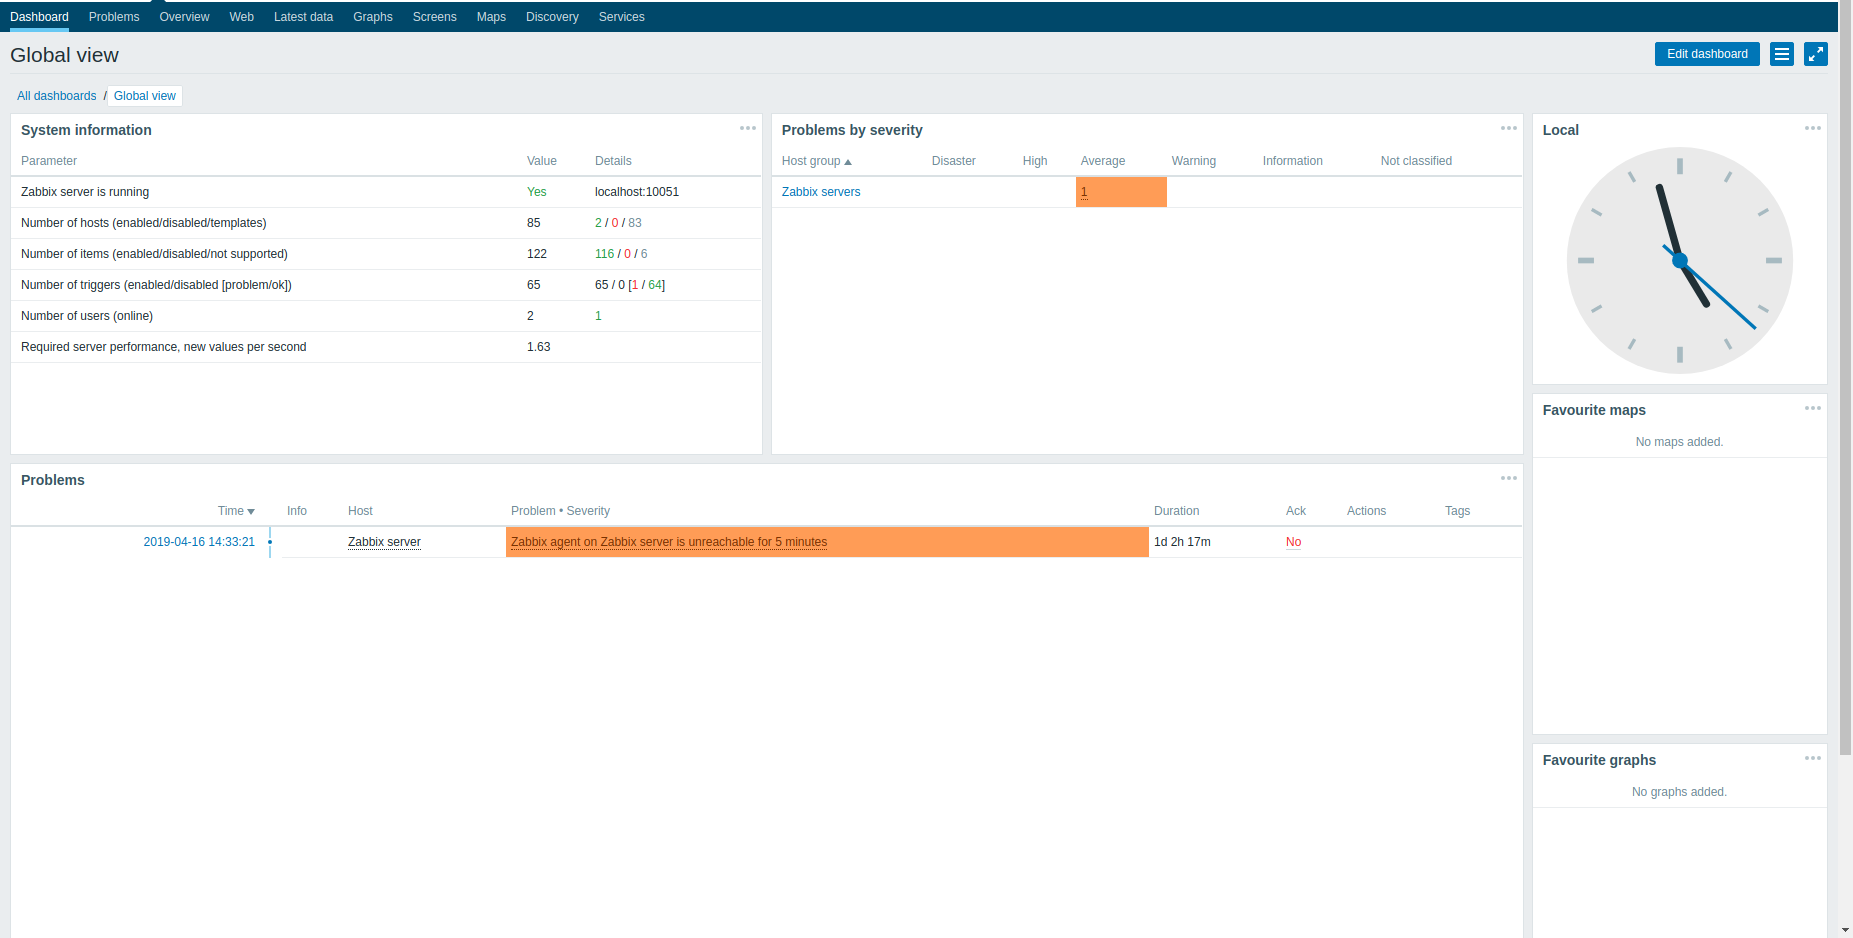 Dashboard Problems Overview Web Latest data Graphs Screens Maps Discovery Services
Global view
Edit dashboard
All dashboards / Global view
System information
Parameter Value Details
Zabbix server is running Yes localhost:10051
Number of hosts (enabled/disabled/templates) 85 2 / 0 / 83
Number of items (enabled/disabled/not supported) 122 116 / 0 / 6
Number of triggers (enabled/disabled [problem/ok]) 65 65 / 0 [1 / 64]
Number of users (online) 2 1
Required server performance, new values per second 1.63
Problems by severity
Host group Disaster High Average Warning Information Not classified
Zabbix servers 1
Local
Problems
Time Info Host Problem • Severity Duration Ack Actions Tags
2019-04-16 14:33:21 Zabbix server Zabbix agent on Zabbix server is unreachable for 5 minutes 1d 2h 17m No
Favourite maps
No maps added.
Favourite graphs
No graphs added.